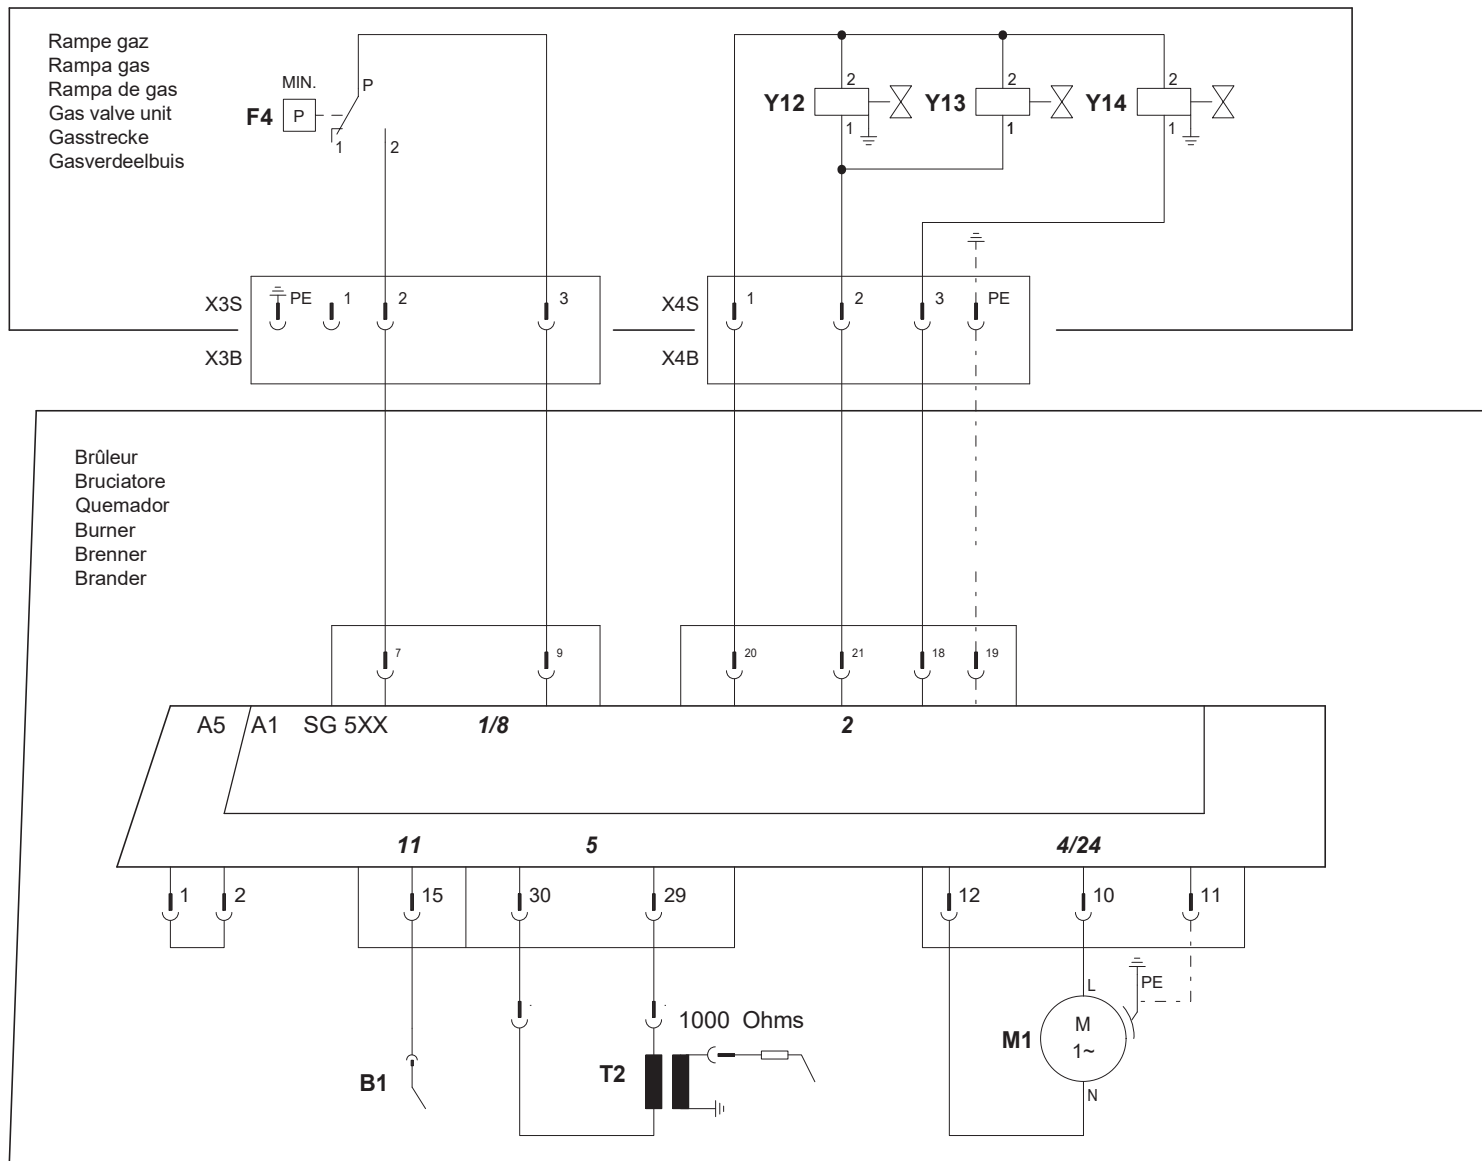 Rampe gaz
Rampa gas
Rampa de gas
Gas valve unit
Gasstrecke
Gasverdeelbuis
MIN.
F4
P
P
1
2
2
Y12
1
2
Y13
1
2
Y14
1
X3S
PE
1
2
3
X3B
X4S
1
2
3
PE
X4B
Brûleur
Bruciatore
Quemador
Burner
Brenner
Brander
7
9
20
21
18
19
A5
A1
SG 5XX
1/8
2
11
5
4/24
1
2
15
30
29
12
10
11
L
PE
M1
M
1~
N
1000 Ohms
T2
B1